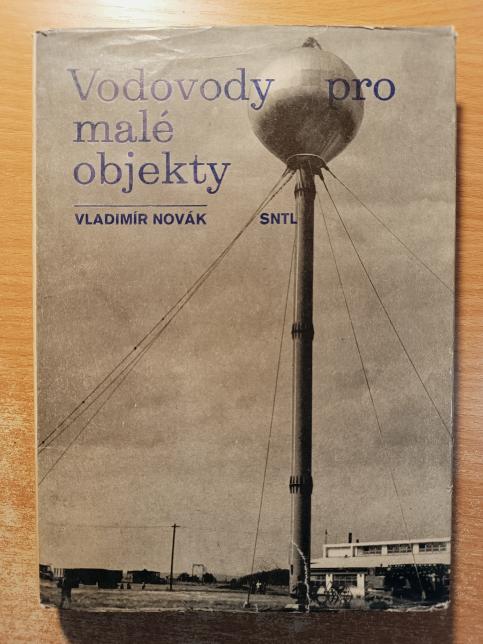 Vodovody pro
malé
objekty
VLADIMÍR NOVÁK SNTL